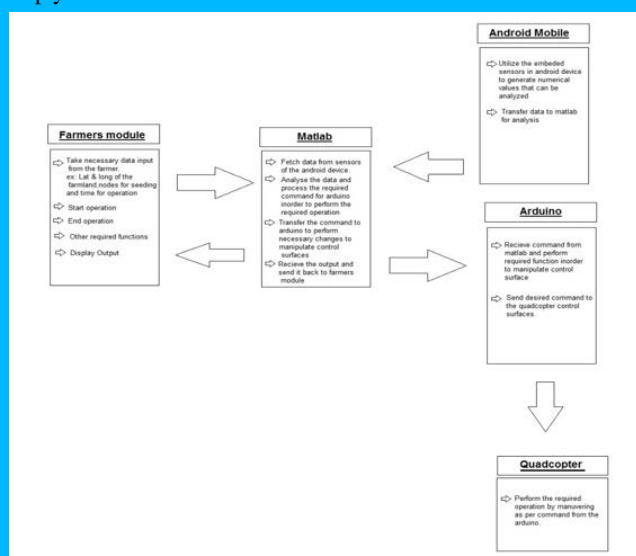 Android Mobile
Utilize the embeded
sensors in android device
to generate numerical
values that can be
analyzed
Transfer data to matlab
for analysis
Farmers module
Take necessary data input
from the farmer.
ex: Lat & long of the
farmland,nodes for seeding
and time for operation
Start operation
End operation
Other required functions
Display Output
Matlab
Fetch data from sensors
of the android device.
Analyse the data and
process the required
command for arduino
inorder to perform the
required operation
Transfer the command to
arduino to perform
necessary changes to
manipulate control
surfaces
Recieve the output and
send it back to farmers
module
Arduino
Recieve command from
matlab and perform
required function inorder
to manipulate control
surface
Send desired command to
the quadcopter control
surfaces.
Quadcopter
Perform the required
operation by manuvering
as per command from the
arduino.